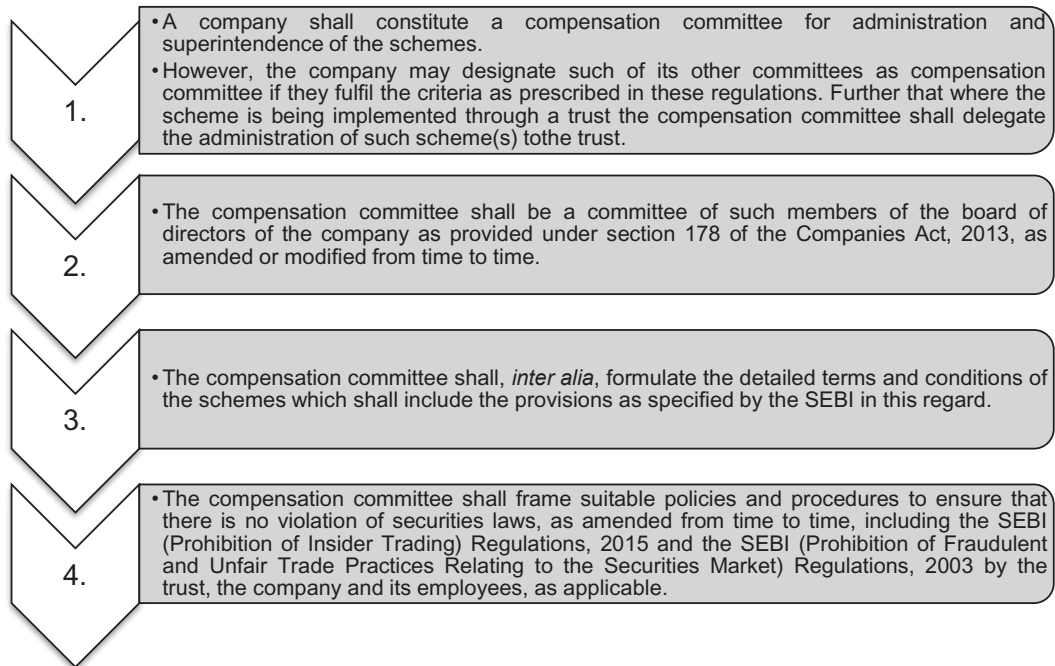 1.
• A company shall constitute a compensation committee for administration and
superintendence of the schemes.
• However, the company may designate such of its other committees as compensation
committee if they fulfil the criteria as prescribed in these regulations. Further that where the
scheme is being implemented through a trust the compensation committee shall delegate
the administration of such scheme(s) tothe trust.
2.
• The compensation committee shall be a committee of such members of the board of
directors of the company as provided under section 178 of the Companies Act, 2013, as
amended or modified from time to time.
3.
• The compensation committee shall, inter alia, formulate the detailed terms and conditions of
the schemes which shall include the provisions as specified by the SEBI in this regard.
4.
• The compensation committee shall frame suitable policies and procedures to ensure that
there is no violation of securities laws, as amended from time to time, including the SEBI
(Prohibition of Insider Trading) Regulations, 2015 and the SEBI (Prohibition of Fraudulent
and Unfair Trade Practices Relating to the Securities Market) Regulations, 2003 by the
trust, the company and its employees, as applicable.